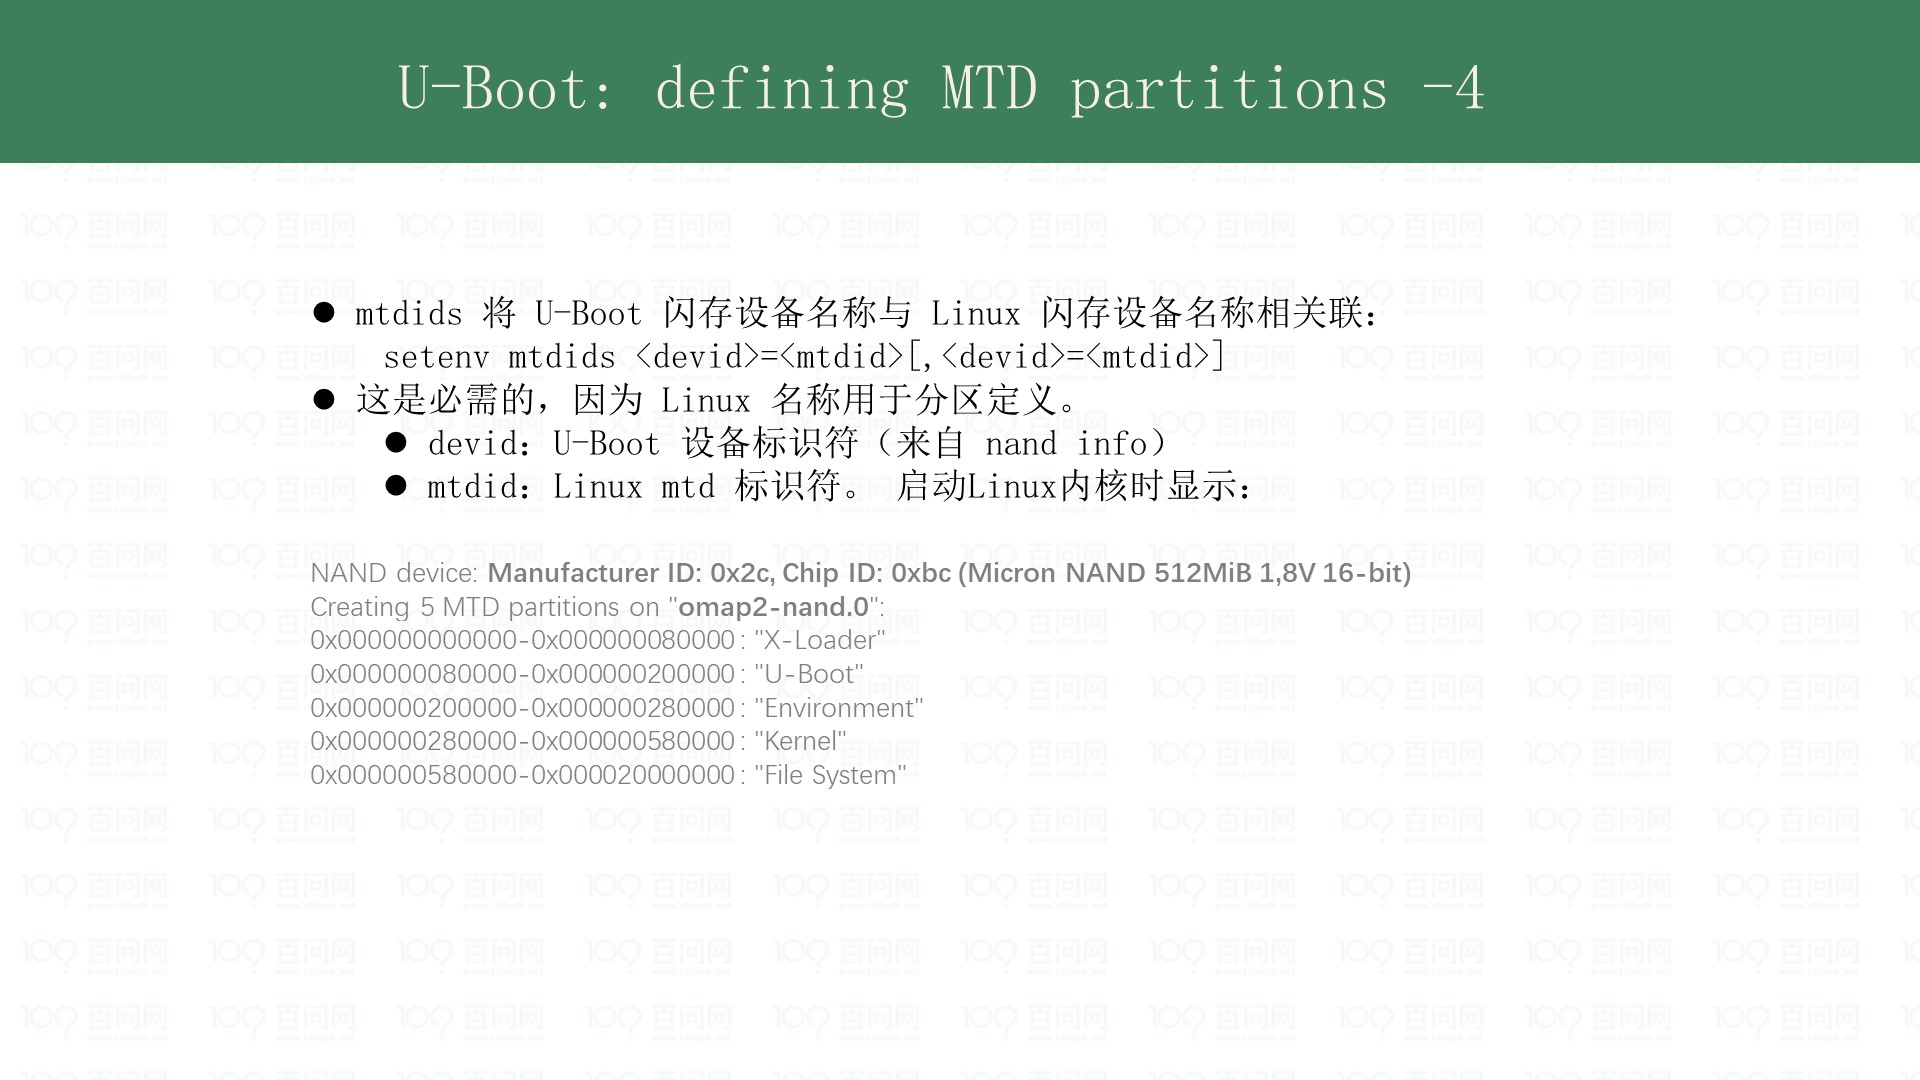 U-Boot: defining MTD partitions -4
● mtdids 将 U-Boot 闪存设备名称与 Linux 闪存设备名称相关联：
setenv mtdids <devid>=<mtdid>[,<devid>=<mtdid>]
● 这是必需的，因为 Linux 名称用于分区定义。
● devid：U-Boot 设备标识符（来自 nand info）
● mtdid：Linux mtd 标识符。 启动Linux内核时显示：
NAND device: Manufacturer ID: 0x2c, Chip ID: 0xbc (Micron NAND 512MiB 1,8V 16-bit)
Creating 5 MTD partitions on "omap2-nand.0":
0x000000000000-0x000000080000 : "X-Loader"
0x000000080000-0x000000200000 : "U-Boot"
0x000000200000-0x000000280000 : "Environment"
0x000000280000-0x000000580000 : "Kernel"
0x000000580000-0x000020000000 : "File System"